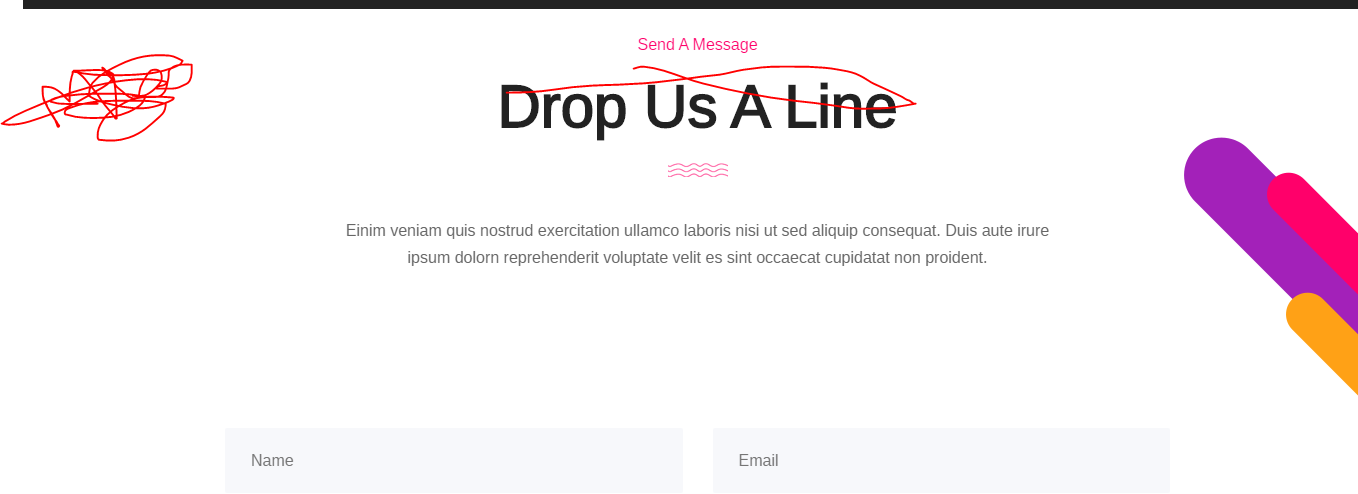 Send A Message
Drop Us A Line
Einim veniam quis nostrud exercitation ullamco laboris nisi ut sed aliquip consequat. Duis aute irure
ipsum dolorn reprehenderit voluptate velit es sint occaecat cupidatat non proident.
Name
Email